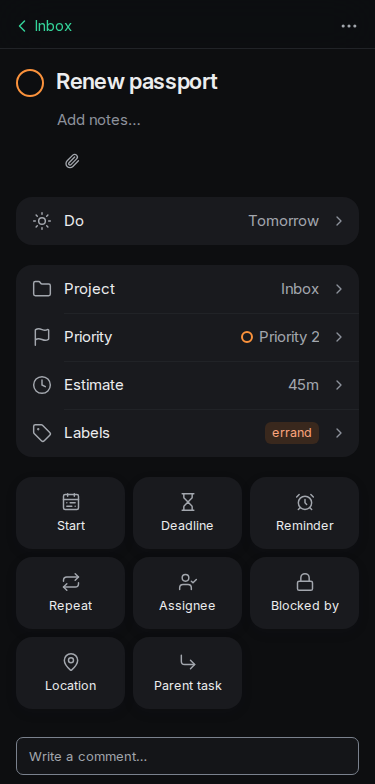 Inbox
Renew passport
Add notes...
Do Tomorrow
Project Inbox
Priority Priority 2
Estimate 45m
Labels errand
Start Deadline Reminder
Repeat Assignee Blocked by
Location Parent task
Write a comment...